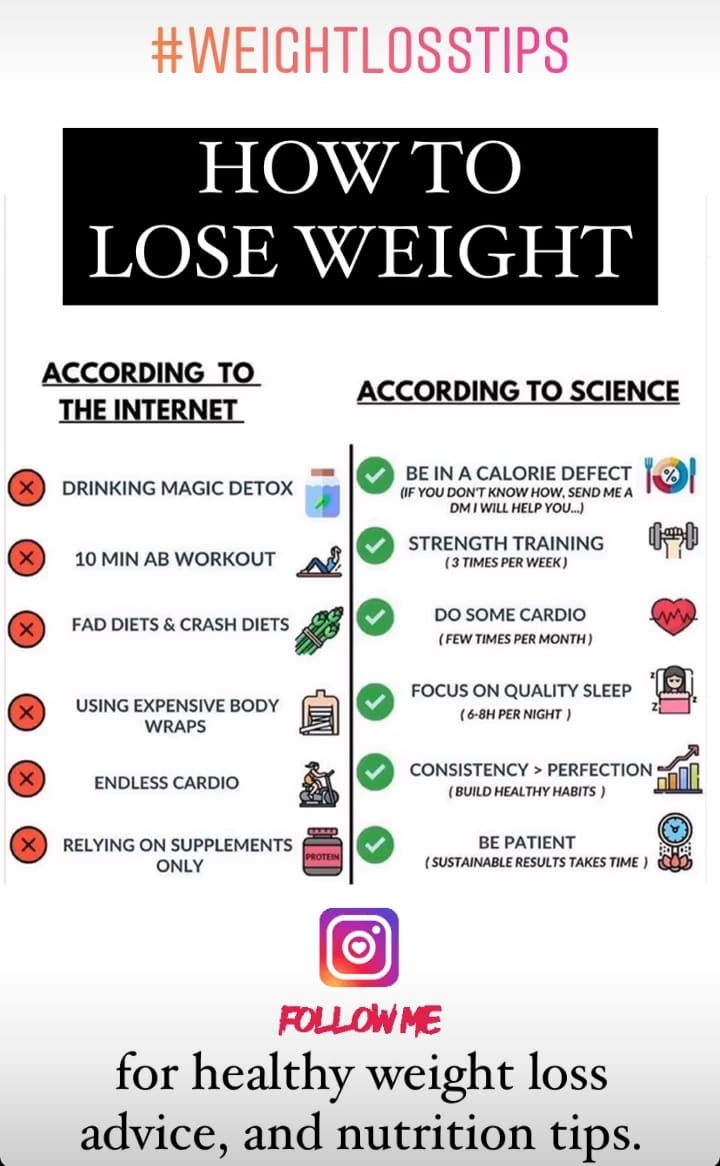 #WEIGHTLOSSTIPS
HOW TO
LOSE WEIGHT
ACCORDING TO
THE INTERNET
DRINKING MAGIC DETOX
10 MIN AB WORKOUT
FAD DIETS & CRASH DIETS
USING EXPENSIVE BODY
WRAPS
ENDLESS CARDIO
RELYING ON SUPPLEMENTS
ONLY
PROTEIN
ACCORDING TO SCIENCE
BE IN A CALORIE DEFECT
(IF YOU DON'T KNOW HOW, SEND ME A
DM I WILL HELP YOU...)
%
STRENGTH TRAINING
(3 TIMES PER WEEK)
DO SOME CARDIO
(FEW TIMES PER MONTH)
FOCUS ON QUALITY SLEEP
(6-8H PER NIGHT )
z z
z
CONSISTENCY > PERFECTION
(BUILD HEALTHY HABITS )
BE PATIENT
( SUSTAINABLE RESULTS TAKES TIME )
FOLLOW ME
for healthy weight loss
advice, and nutrition tips.